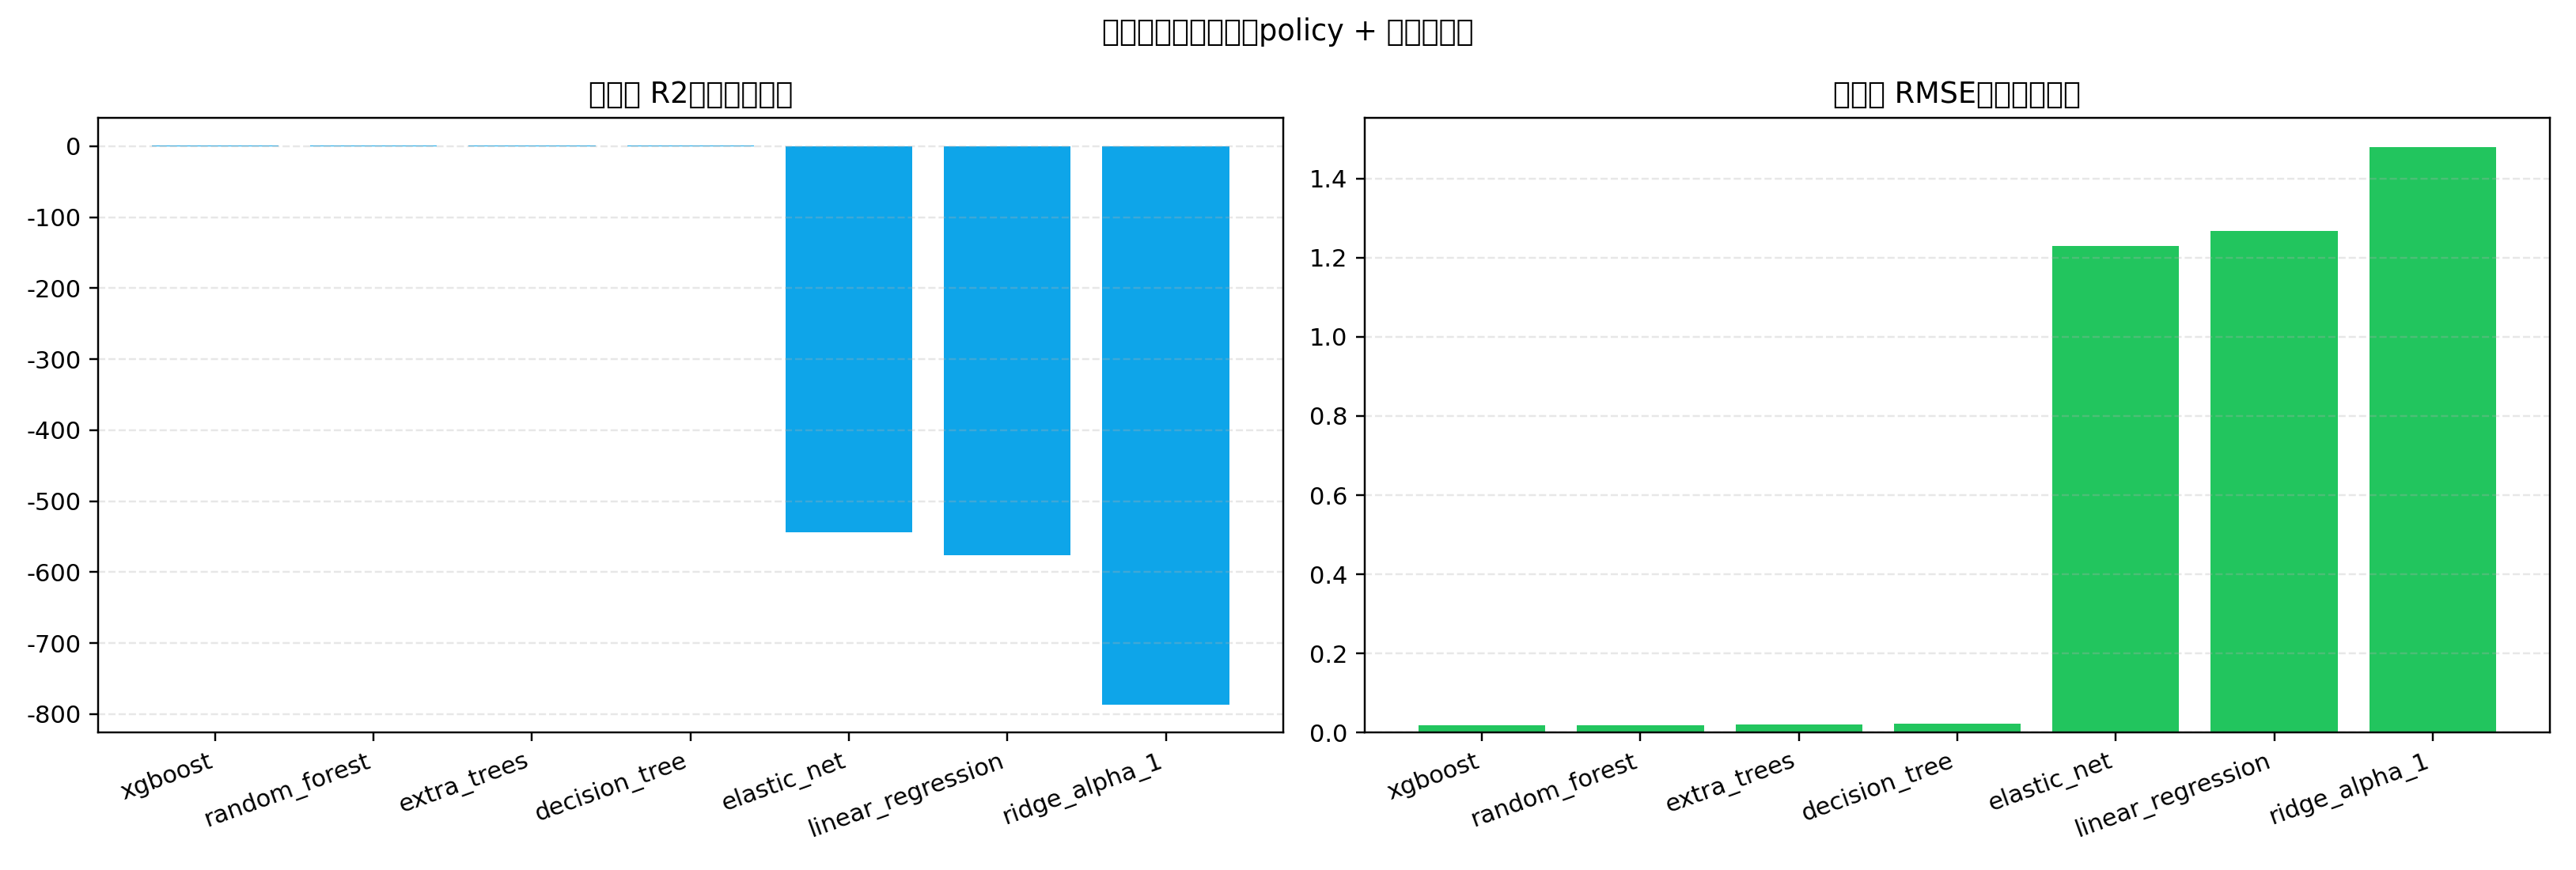 policy +
R2
RMSE
0
-100
-200
-300
-400
-500
-600
-700
-800
xgboost
random_forest
extra_trees
decision_tree
elastic_net
linear_regression
ridge_alpha_1
1.4
1.2
1.0
0.8
0.6
0.4
0.2
0.0
xgboost
random_forest
extra_trees
decision_tree
elastic_net
linear_regression
ridge_alpha_1